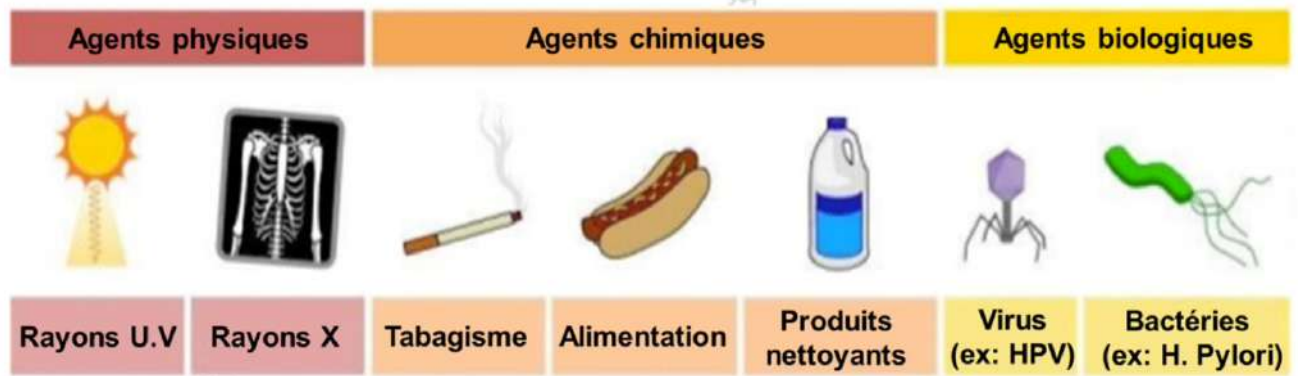 Agents physiques
Agents chimiques
Agents biologiques
Rayons U.V
Rayons X
Tabagisme
Alimentation
Produits
nettoyants
Virus
(ex: HPV)
Bactéries
(ex: H. Pylori)